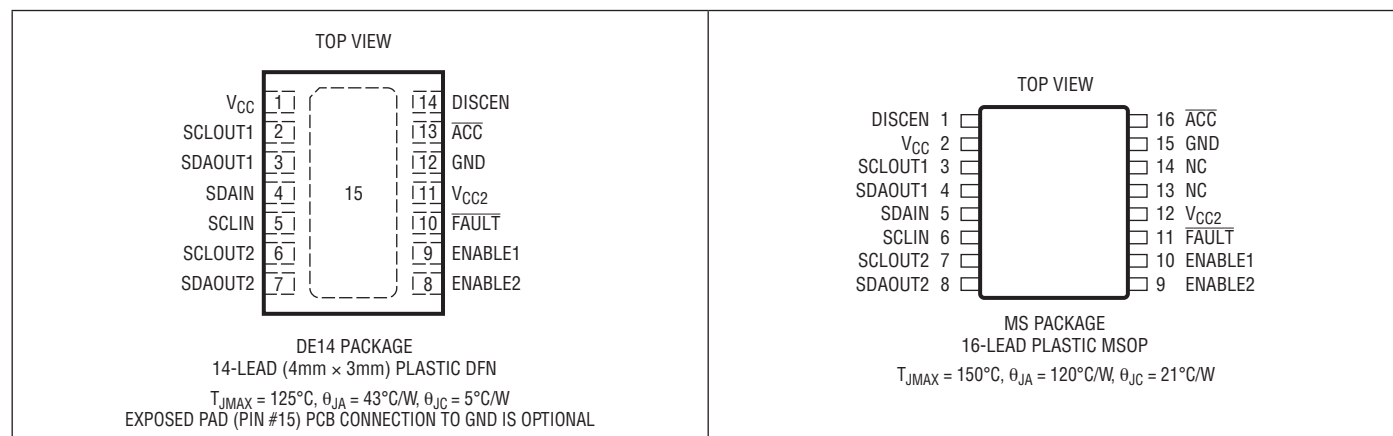 TOP VIEW
V_CC 1
SCLOUT1 2
SDAOUT1 3
SDAIN 4
SCLIN 5
SCLOUT2 6
SDAOUT2 7
15
14 DISCEN
13 A̅C̅C̅
12 GND
11 V_CC2
10 F̅A̅U̅L̅T̅
9 ENABLE1
8 ENABLE2
DE14 PACKAGE
14-LEAD (4mm × 3mm) PLASTIC DFN
T_JMAX = 125°C, θ_JA = 43°C/W, θ_JC = 5°C/W
EXPOSED PAD (PIN #15) PCB CONNECTION TO GND IS OPTIONAL
TOP VIEW
DISCEN 1
V_CC 2
SCLOUT1 3
SDAOUT1 4
SDAIN 5
SCLIN 6
SCLOUT2 7
SDAOUT2 8
16 A̅C̅C̅
15 GND
14 NC
13 NC
12 V_CC2
11 F̅A̅U̅L̅T̅
10 ENABLE1
9 ENABLE2
MS PACKAGE
16-LEAD PLASTIC MSOP
T_JMAX = 150°C, θ_JA = 120°C/W, θ_JC = 21°C/W